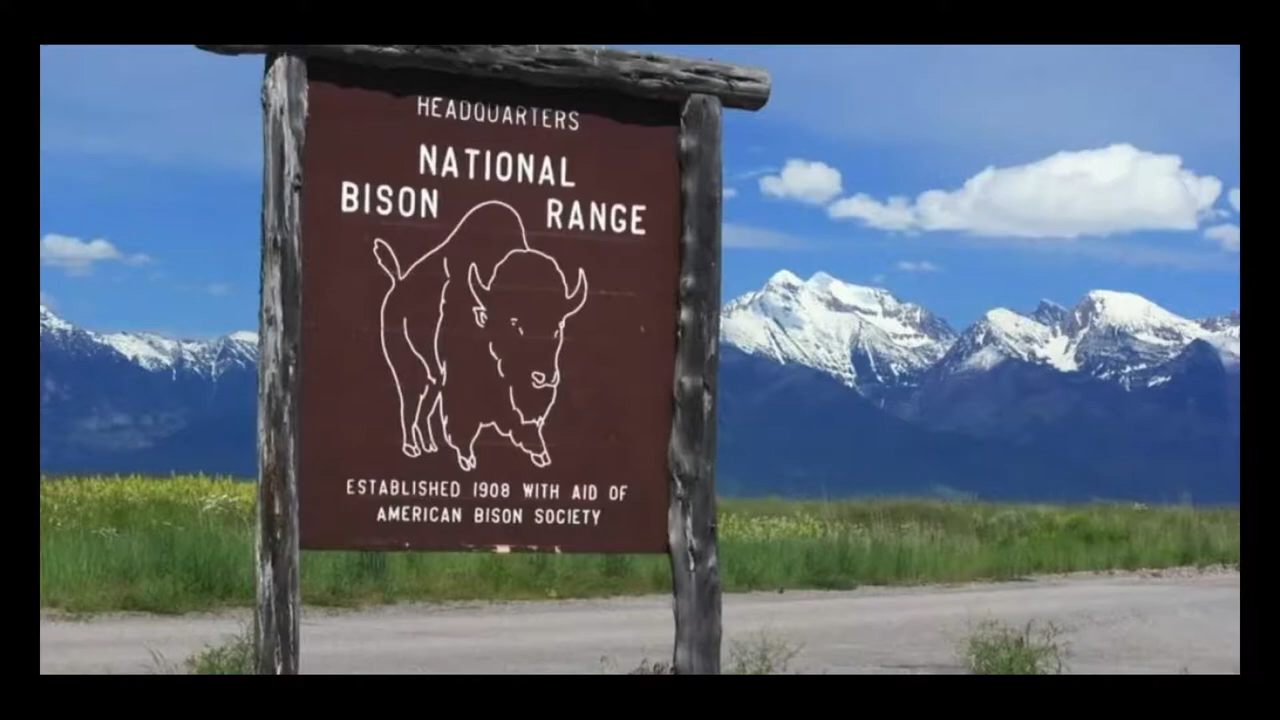 HEADQUARTERS
NATIONAL
BISON RANGE
ESTABLISHED 1908 WITH AID OF
AMERICAN BISON SOCIETY